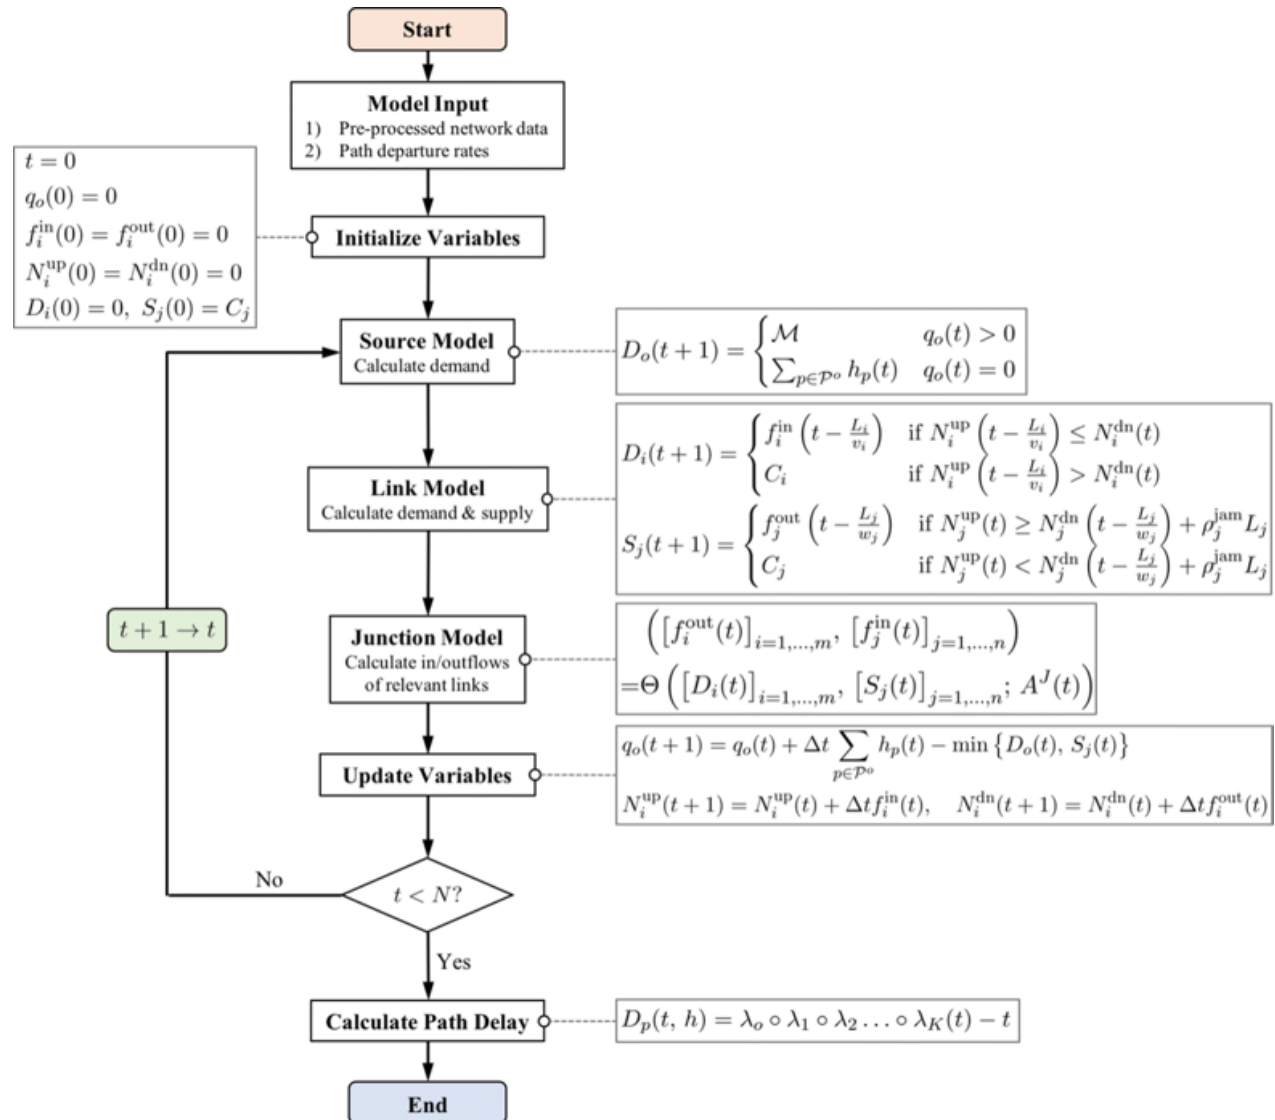 Start
Model Input
1) Pre-processed network data
2) Path departure rates
t = 0
q_o(0) = 0
f_i^in(0) = f_i^out(0) = 0
N_i^up(0) = N_i^dn(0) = 0
D_i(0) = 0, S_j(0) = C_j
Initialize Variables
Source Model
Calculate demand
D_o(t + 1) = { M q_o(t) > 0
∑_{p∈P^o} h_p(t) q_o(t) = 0
Link Model
Calculate demand & supply
D_i(t + 1) = { f_i^in (t − L_i/v_i) if N_i^up (t − L_i/v_i) ≤ N_i^dn(t)
C_i if N_i^up (t − L_i/v_i) > N_i^dn(t)
S_j(t + 1) = { f_j^out (t − L_j/w_j) if N_j^up(t) ≥ N_j^dn (t − L_j/w_j) + ρ_j^jam L_j
C_j if N_j^up(t) < N_j^dn (t − L_j/w_j) + ρ_j^jam L_j
t + 1 → t
Junction Model
Calculate in/outflows
of relevant links
([f_i^out(t)]_{i=1,...,m}, [f_j^in(t)]_{j=1,...,n})
=Θ ([D_i(t)]_{i=1,...,m}, [S_j(t)]_{j=1,...,n}; A^J(t))
Update Variables
q_o(t + 1) = q_o(t) + Δt ∑_{p∈P^o} h_p(t) − min {D_o(t), S_j(t)}
N_i^up(t + 1) = N_i^up(t) + Δt f_i^in(t), N_i^dn(t + 1) = N_i^dn(t) + Δt f_i^out(t)
No
t < N?
Yes
Calculate Path Delay
D_p(t, h) = λ_o ∘ λ_1 ∘ λ_2 … ∘ λ_K(t) − t
End